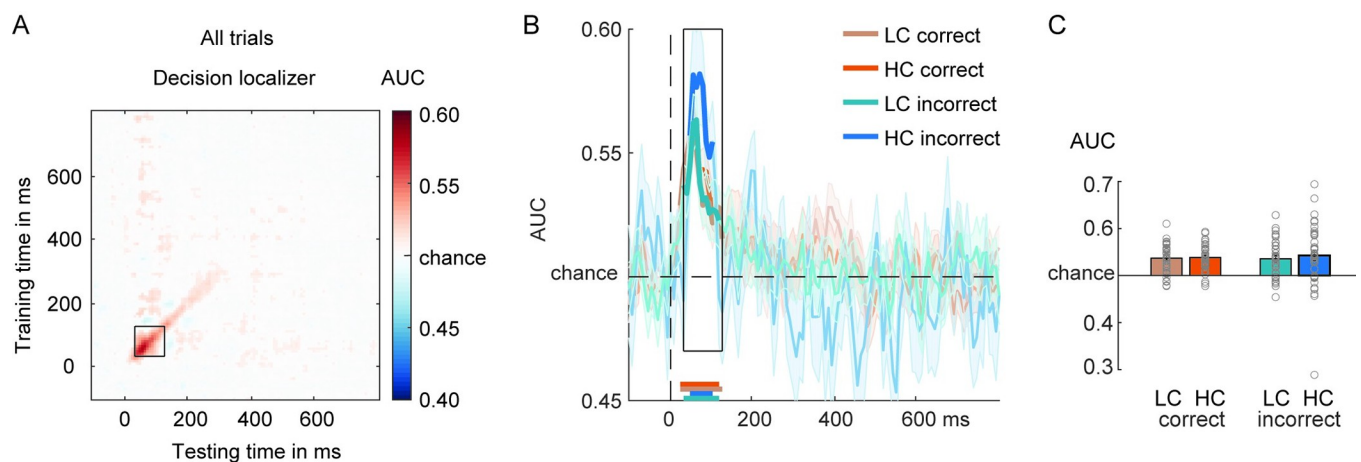 A
All trials
Decision localizer
AUC
0.60
0.55
chance
0.45
0.40
Training time in ms
600
400
200
0
0
200
400
600
Testing time in ms
B
AUC
0.60
0.55
chance
0.45
0
200
400
600 ms
LC correct
HC correct
LC incorrect
HC incorrect
C
AUC
0.7
0.6
chance
0.4
0.3
LC HC LC HC
correct incorrect